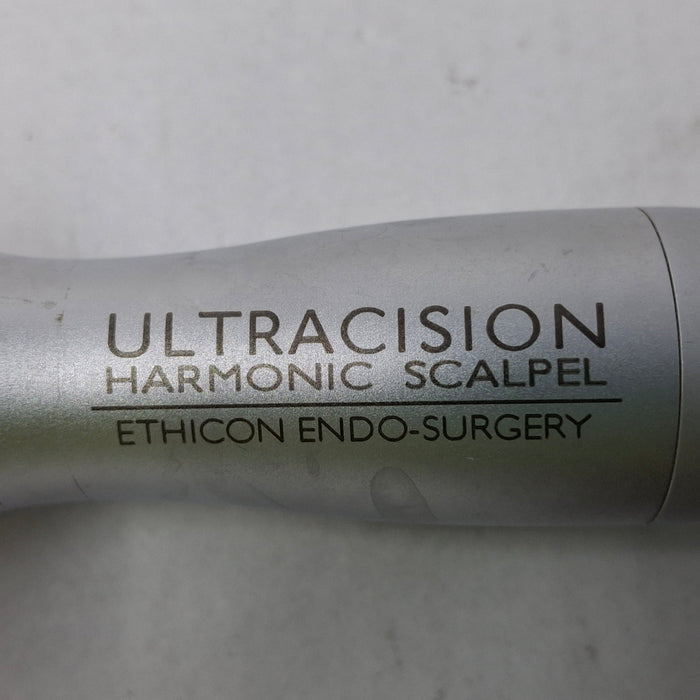 ULTRACISION
HARMONIC SCALPEL
ETHICON ENDO-SURGERY